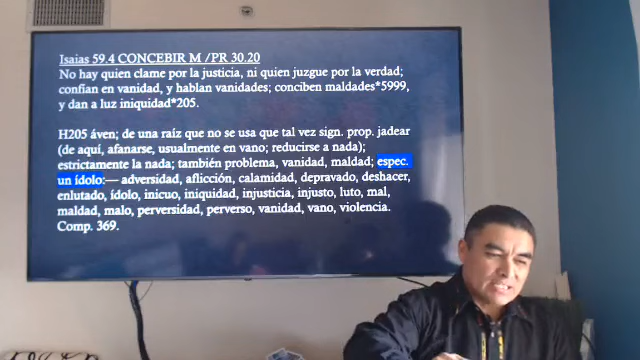 Isaias 59.4 CONCEBIR M /PR 30.20
No hay quien clame por la justicia, ni quien juzgue por la verdad;
confían en vanidad, y hablan vanidades; conciben maldades*5999,
y dan a luz iniquidad*205.
H205 áven; de una raíz que no se usa que tal vez sign. prop. jadear
(de aquí, afanarse, usualmente en vano; reducirse a nada);
estrictamente la nada; también problema, vanidad, maldad; espec.
un ídolo:— adversidad, aflicción, calamidad, depravado, deshacer,
enlutado, ídolo, inicuo, iniquidad, injusticia, injusto, luto, mal,
maldad, malo, perversidad, perverso, vanidad, vano, violencia.
Comp. 369.